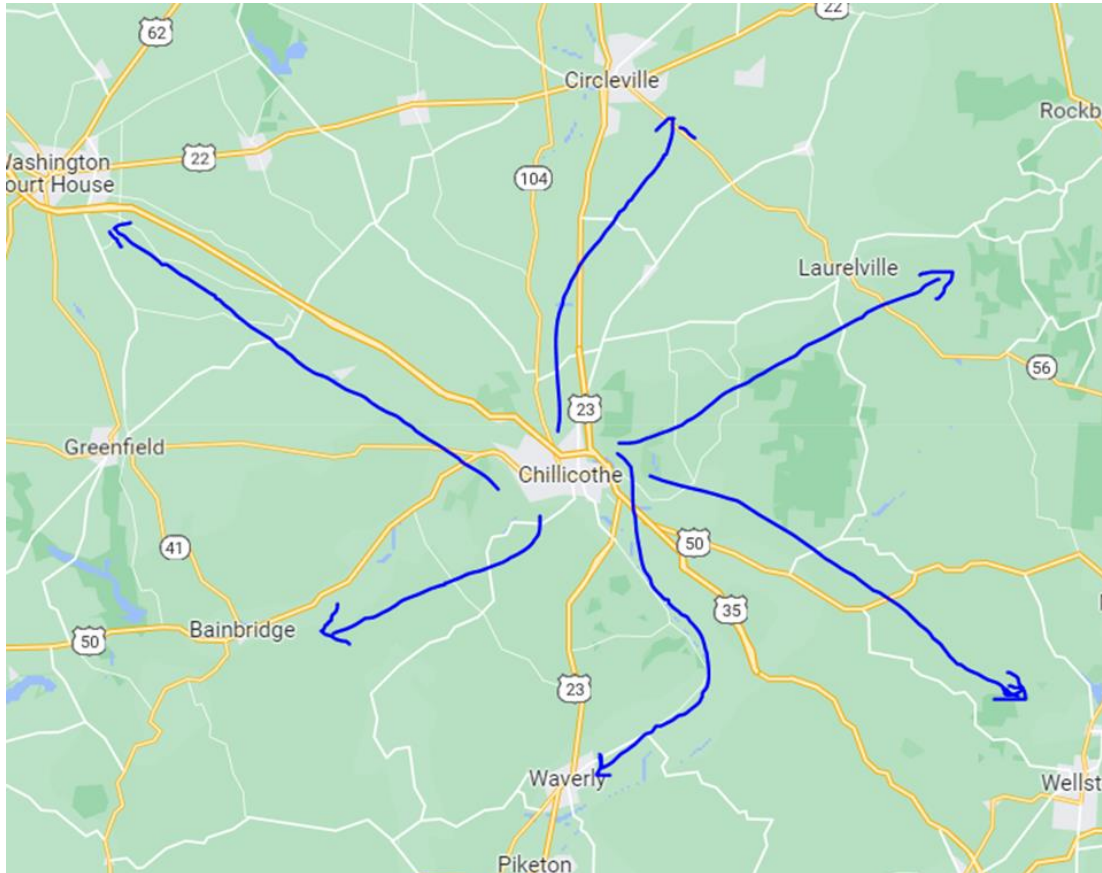 22
62
Circleville
Rockb
Washington
Court House
22
104
Laurelville
56
23
Greenfield
Chillicothe
41
50
35
Bainbridge
50
23
Waverly
Wellst
Piketon